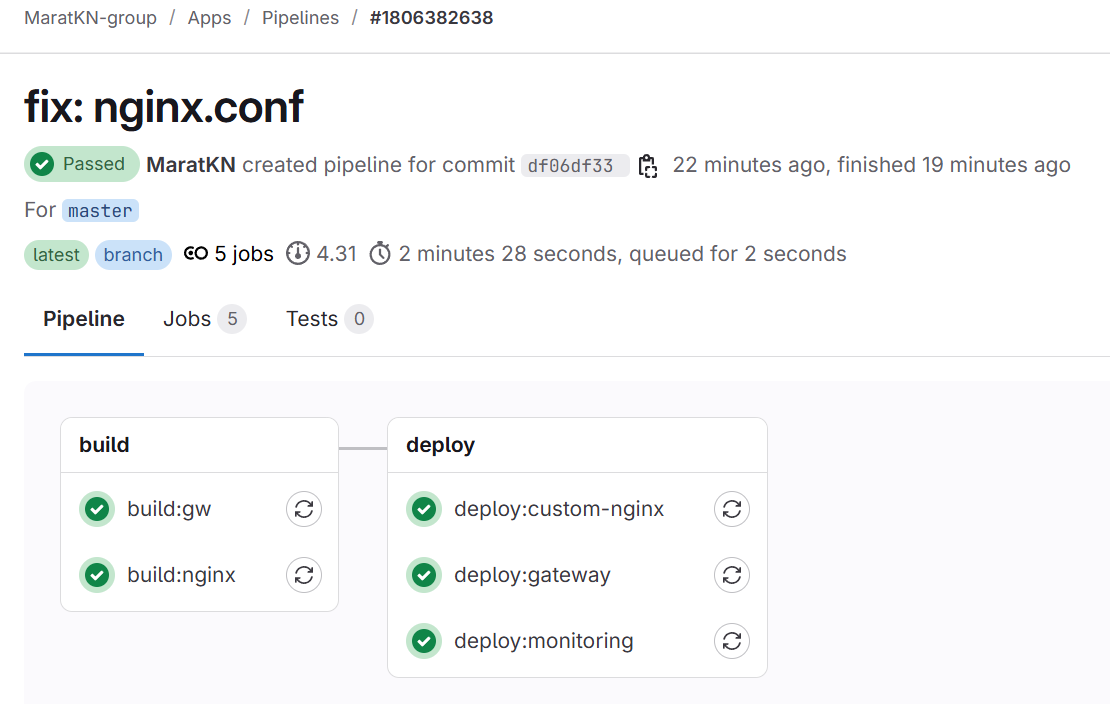 MaratKN-group / Apps / Pipelines / #1806382638
fix: nginx.conf
Passed MaratKN created pipeline for commit df06df33 22 minutes ago, finished 19 minutes ago
For master
latest branch 5 jobs 4.31 2 minutes 28 seconds, queued for 2 seconds
Pipeline Jobs 5 Tests 0
build
build:gw
build:nginx
deploy
deploy:custom-nginx
deploy:gateway
deploy:monitoring